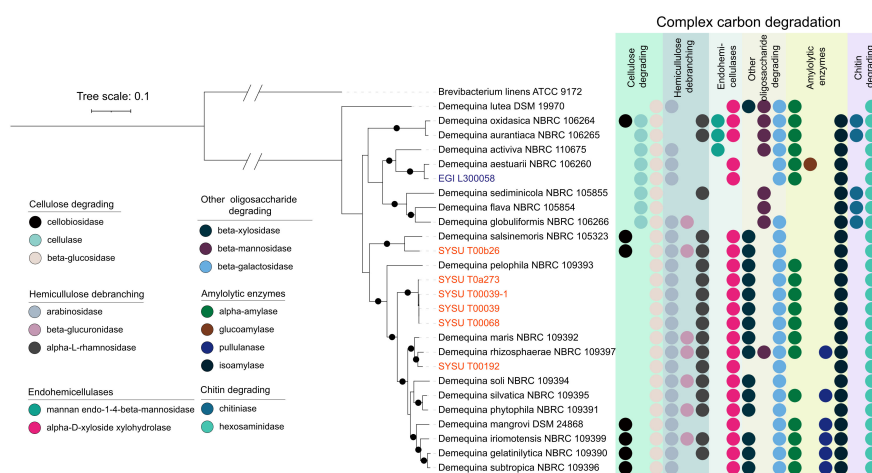 Complex carbon degradation
Cellulose
degrading
Hemicullulose
debranching
Endohemi-
cellulases
Other
oligosaccharide
degrading
Amylolytic
enzymes
Chitin
degrading
Tree scale: 0.1
Brevibacterium linens ATCC 9172
Demequina lutea DSM 19970
Demequina oxidasica NBRC 106264
Demequina aurantiaca NBRC 106265
Demequina activiva NBRC 110675
Demequina aestuarii NBRC 106260
EGI L300058
Demequina sediminicola NBRC 105855
Demequina flava NBRC 105854
Demequina globuliformis NBRC 106266
Demequina salsinemoris NBRC 105323
SYSU T00b26
Demequina pelophila NBRC 109393
SYSU T0a273
SYSU T00039-1
SYSU T00039
SYSU T00068
Demequina maris NBRC 109392
Demequina rhizosphaerae NBRC 109397
SYSU T00192
Demequina soli NBRC 109394
Demequina silvatica NBRC 109395
Demequina phytophila NBRC 109391
Demequina mangrovi DSM 24868
Demequina iriomotensis NBRC 109399
Demequina gelatinilytica NBRC 109390
Demequina subtropica NBRC 109396
Cellulose degrading
cellobiosidase
cellulase
beta-glucosidase
Hemicullulose debranching
arabinosidase
beta-glucuronidase
alpha-L-rhamnosidase
Endohemicellulases
mannan endo-1-4-beta-mannosidase
alpha-D-xyloside xylohydrolase
Other oligosaccharide
degrading
beta-xylosidase
beta-mannosidase
beta-galactosidase
Amylolytic enzymes
alpha-amylase
glucoamylase
pullulanase
isoamylase
Chitin degrading
chitiniase
hexosaminidase